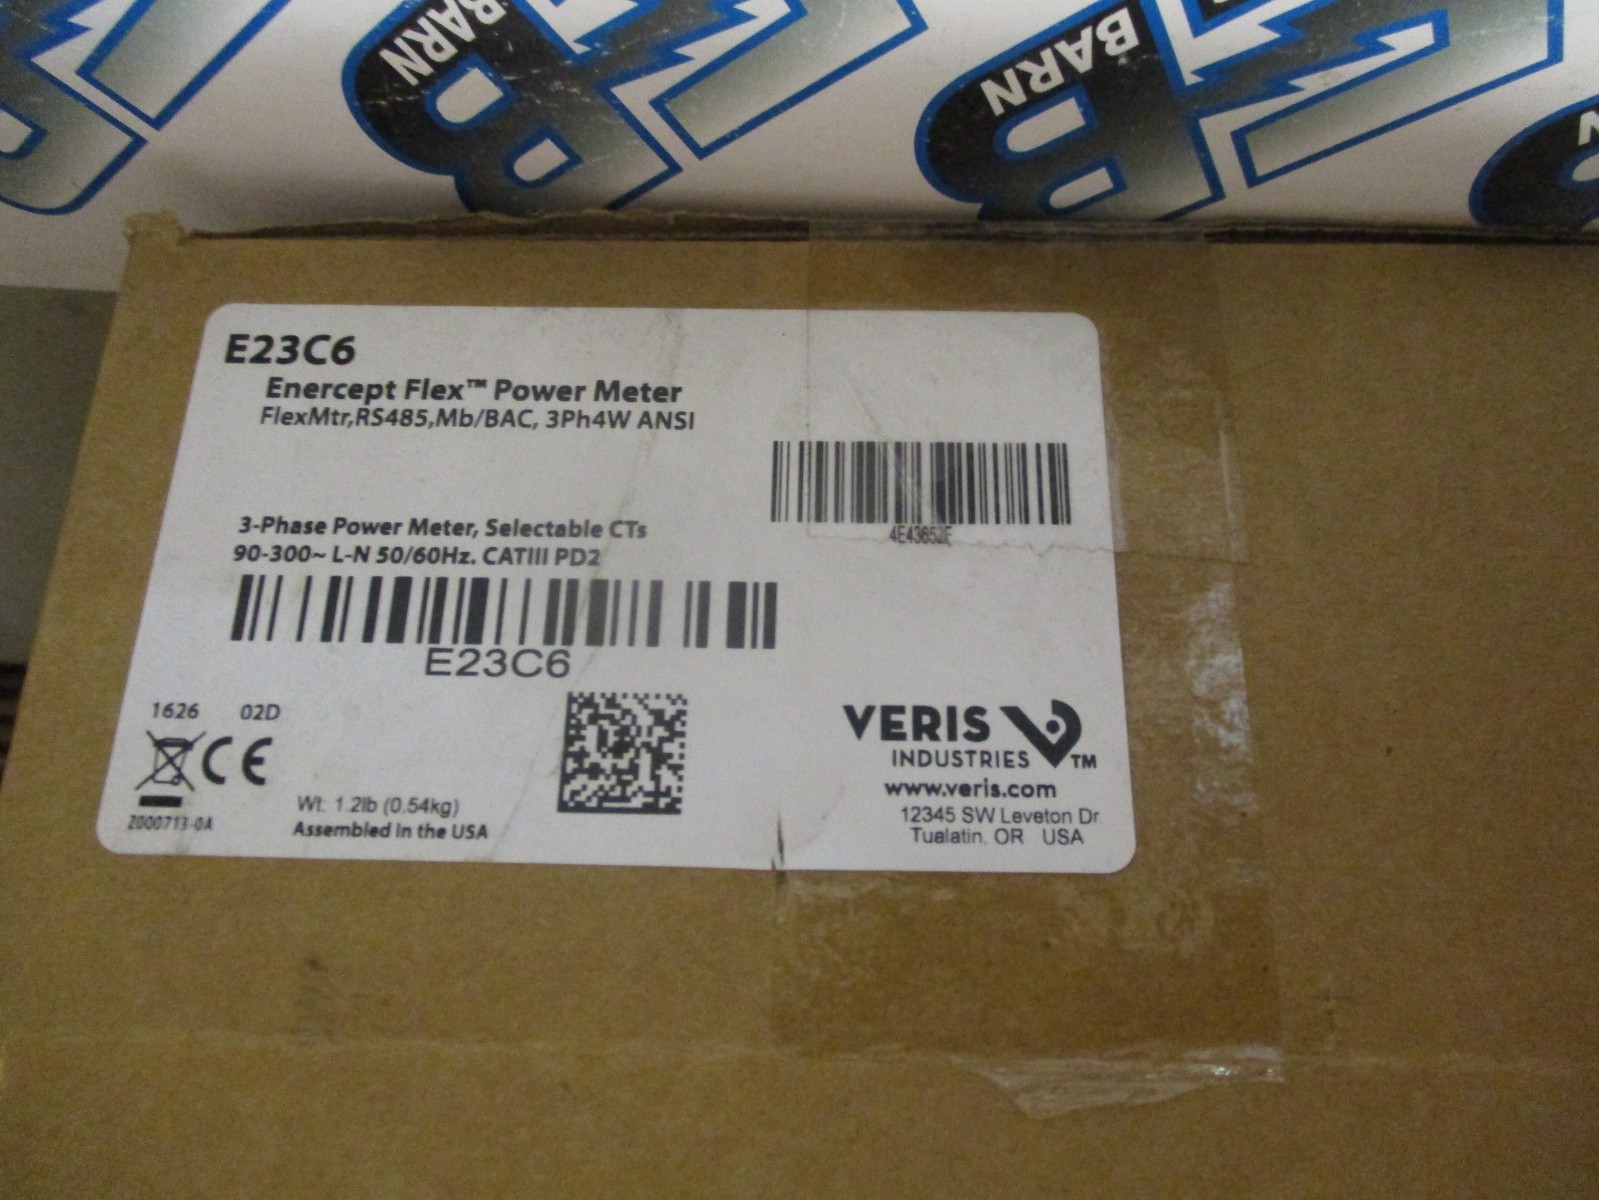 BARN
BARN
E23C6
Enercept Flex™ Power Meter
FlexMtr,RS485,Mb/BAC, 3Ph4W ANSI
3-Phase Power Meter, Selectable CTs
90-300~ L-N 50/60Hz. CATIII PD2
E23C6
1626 02D
CE
Z000713-0A
Wt: 1.2lb (0.54kg)
Assembled in the USA
VERIS
INDUSTRIES TM
www.veris.com
12345 SW Leveton Dr
Tualatin, OR USA